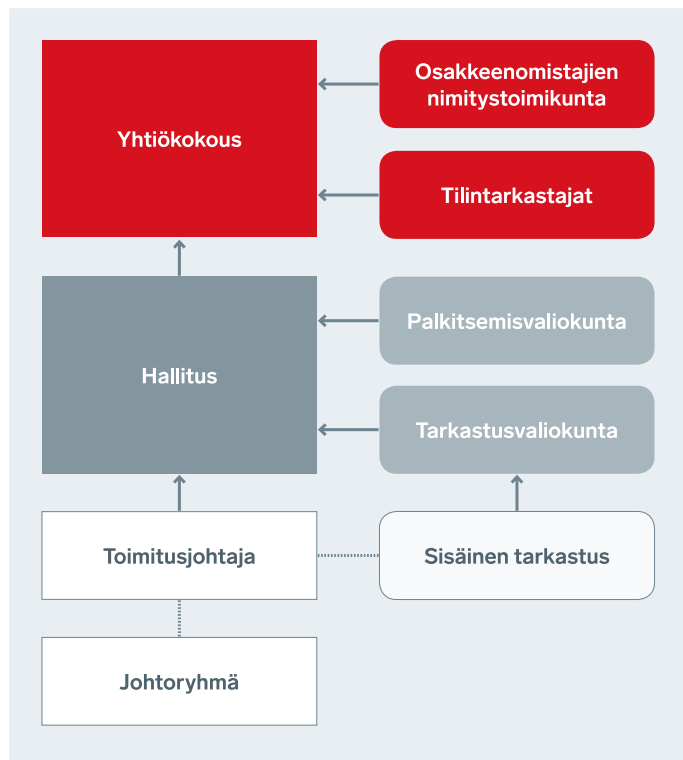 Yhtiökokous
Osakkeenomistajien
nimitystoimikunta
Tilintarkastajat
Hallitus
Palkitsemisvaliokunta
Tarkastusvaliokunta
Toimitusjohtaja
Sisäinen tarkastus
Johtoryhmä